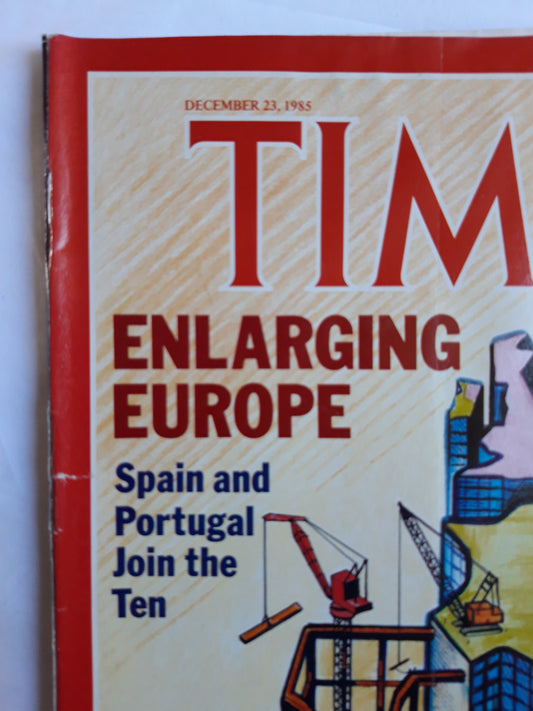 DECEMBER 23, 1985
TIM
ENLARGING
EUROPE
Spain and
Portugal
Join the
Ten